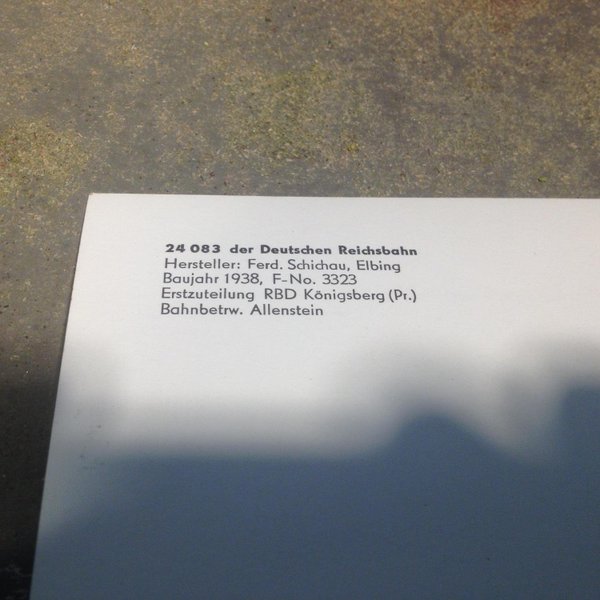 24 083 der Deutschen Reichsbahn
Hersteller: Ferd. Schichau, Elbing
Baujahr 1938, F-No. 3323
Erstzuteilung RBD Königsberg (Pr.)
Bahnbetrw. Allenstein